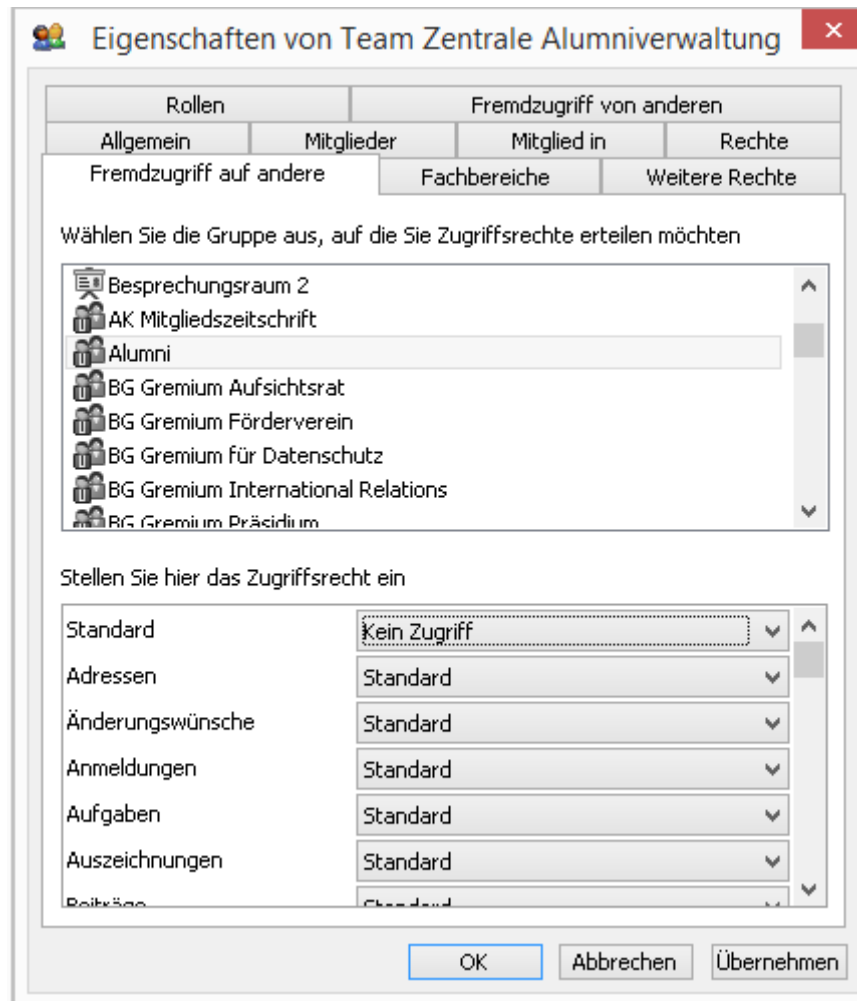 Eigenschaften von Team Zentrale Alumniverwaltung
Rollen Fremdzugriff von anderen
Allgemein Mitglieder Mitglied in Rechte
Fremdzugriff auf andere Fachbereiche Weitere Rechte
Wählen Sie die Gruppe aus, auf die Sie Zugriffsrechte erteilen möchten
Besprechungsraum 2
AK Mitgliedszeitschrift
Alumni
BG Gremium Aufsichtsrat
BG Gremium Förderverein
BG Gremium für Datenschutz
BG Gremium International Relations
BG Gremium Präsidium
Stellen Sie hier das Zugriffsrecht ein
Standard Kein Zugriff
Adressen Standard
Änderungswünsche Standard
Anmeldungen Standard
Aufgaben Standard
Auszeichnungen Standard
Beiträge Standard
OK Abbrechen Übernehmen